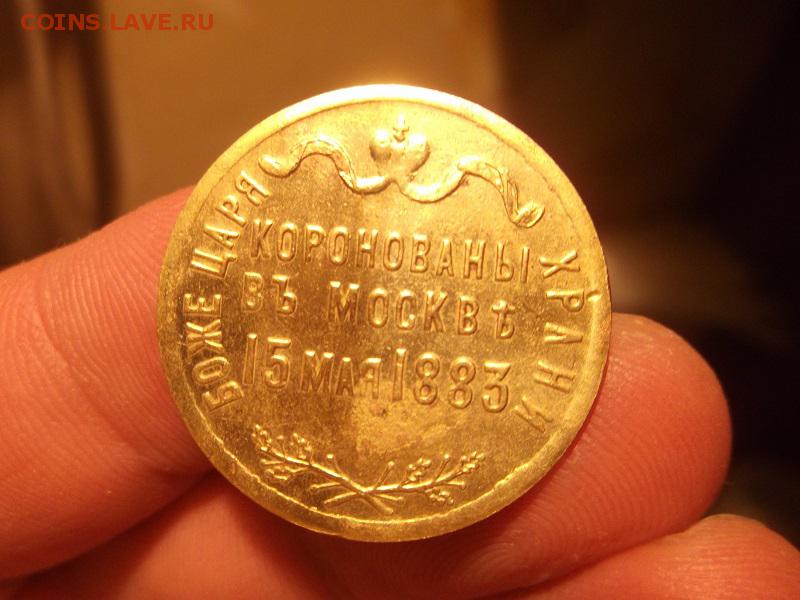 COINS.LAVE.RU
БОЖЕ ЦАРЯ ХРАНИ
КОРОНОВАНЫ
ВЪ МОСКВѢ
15 МАЯ 1883